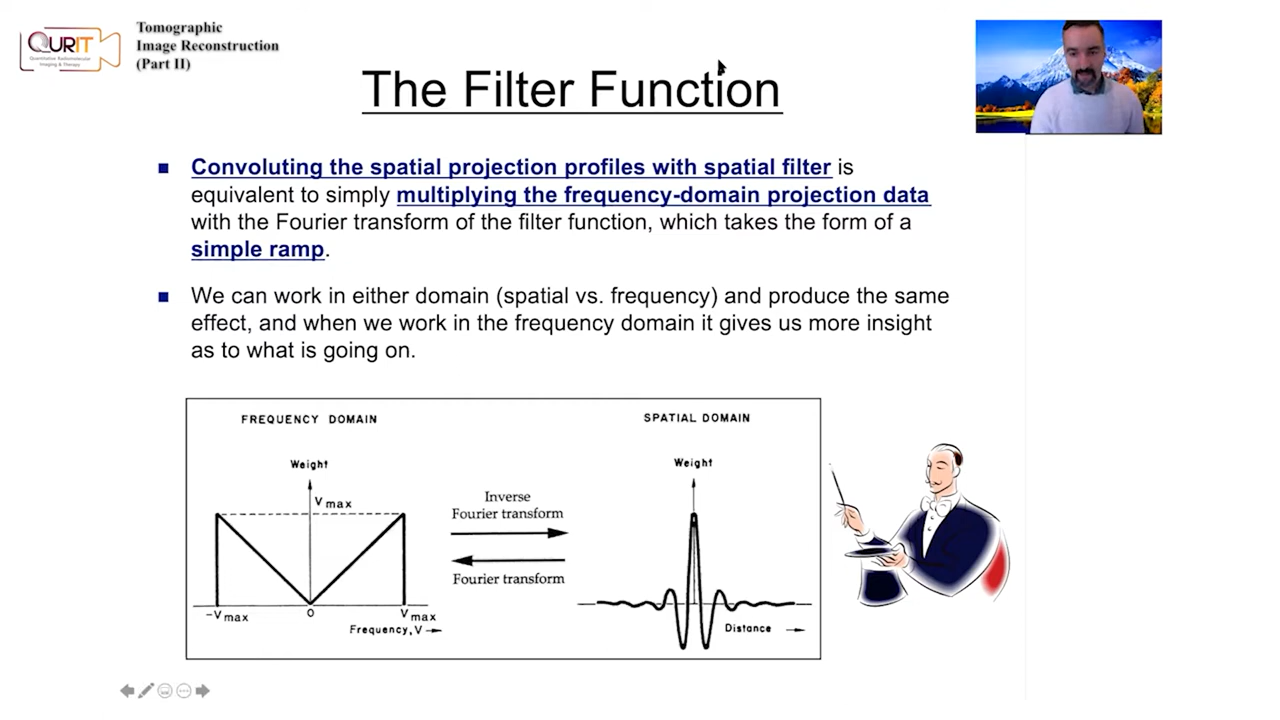 QURIT
Quantitative Radiomolecular
Imaging & Therapy
Tomographic
Image Reconstruction
(Part II)
The Filter Function
Convoluting the spatial projection profiles with spatial filter is
equivalent to simply multiplying the frequency-domain projection data
with the Fourier transform of the filter function, which takes the form of a
simple ramp.
We can work in either domain (spatial vs. frequency) and produce the same
effect, and when we work in the frequency domain it gives us more insight
as to what is going on.
FREQUENCY DOMAIN
Weight
V max
-V max
0
V max
Frequency, V
Inverse
Fourier transform
Fourier transform
SPATIAL DOMAIN
Weight
Distance